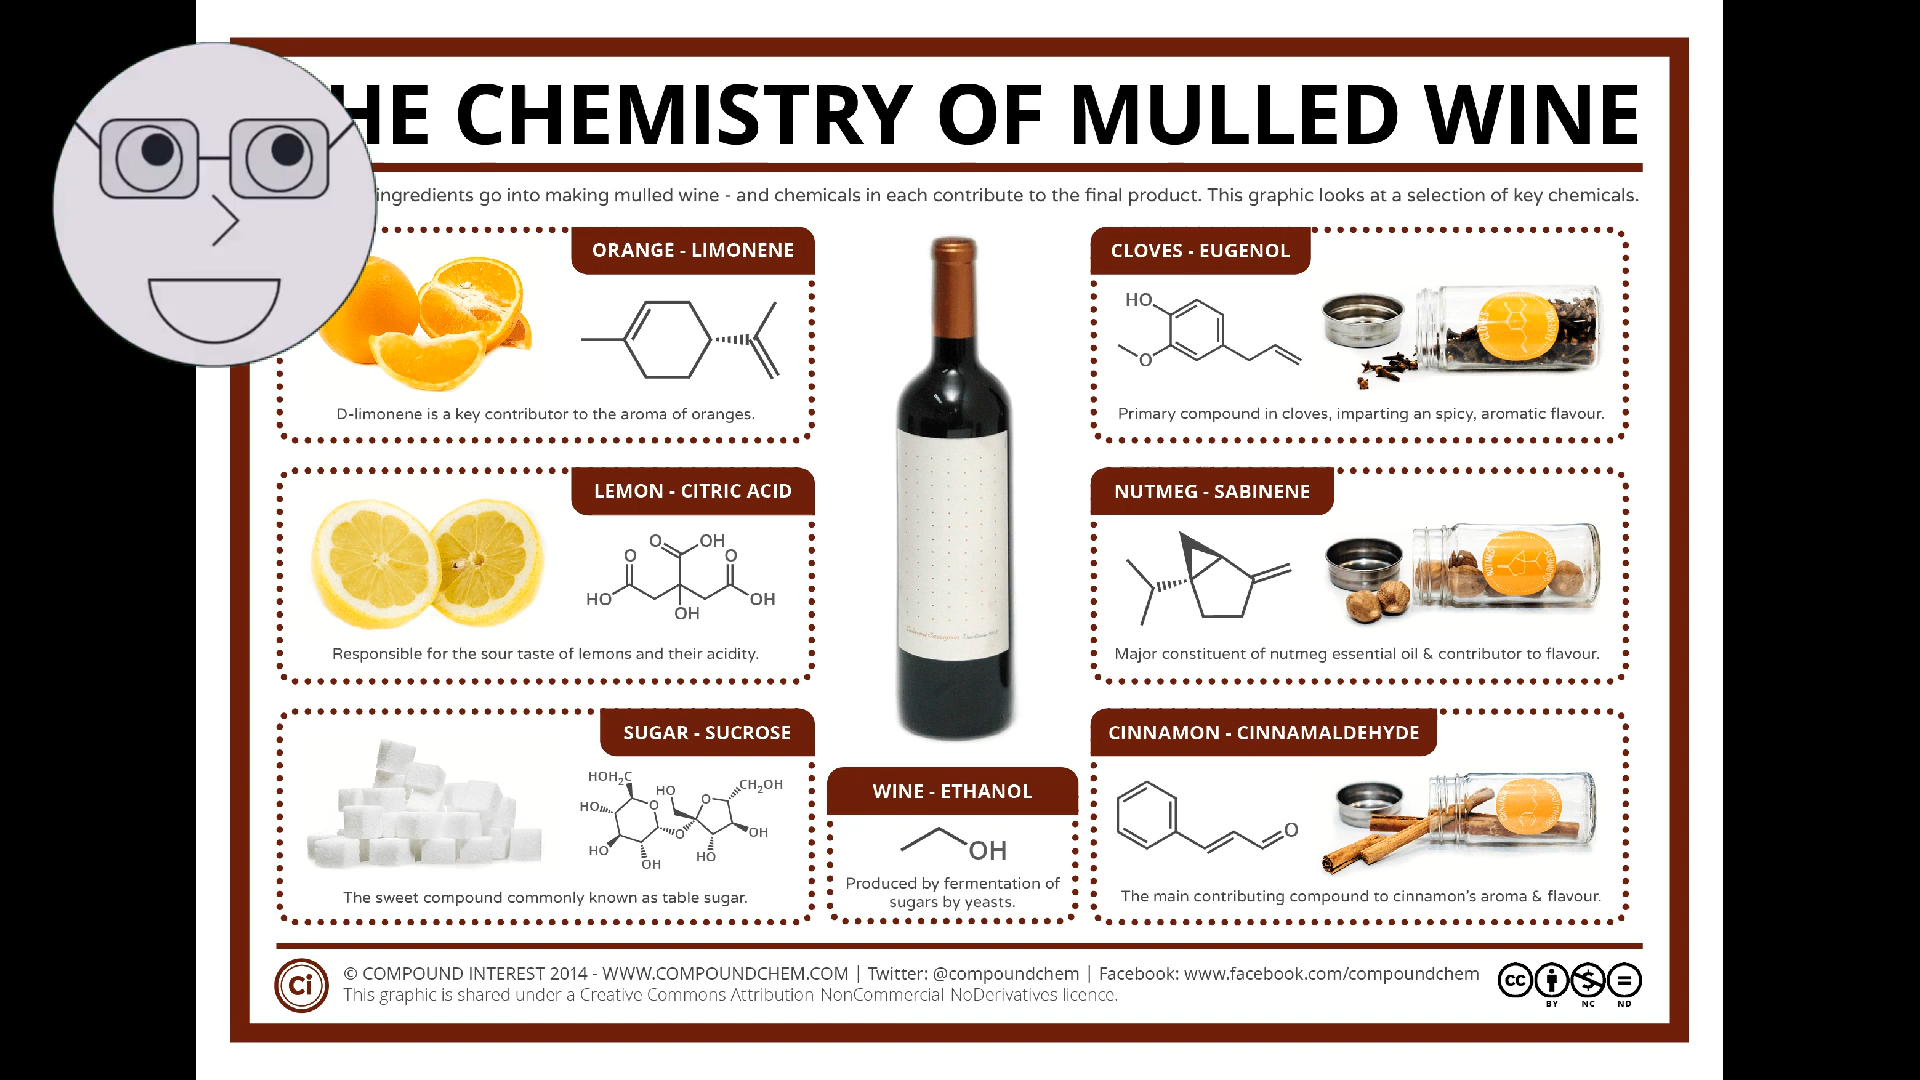 HE CHEMISTRY OF MULLED WINE
ingredients go into making mulled wine - and chemicals in each contribute to the final product. This graphic looks at a selection of key chemicals.
ORANGE - LIMONENE
D-limonene is a key contributor to the aroma of oranges.
LEMON - CITRIC ACID
O
OH
O
O
HO
OH
OH
Responsible for the sour taste of lemons and their acidity.
SUGAR - SUCROSE
HOH2C
HO
CH2OH
HO
O
O
O
OH
HO
HO
OH
The sweet compound commonly known as table sugar.
WINE - ETHANOL
OH
Produced by fermentation of
sugars by yeasts.
CLOVES - EUGENOL
HO
O
CLOVES
Primary compound in cloves, imparting an spicy, aromatic flavour.
NUTMEG - SABINENE
NUTMEG
Major constituent of nutmeg essential oil & contributor to flavour.
CINNAMON - CINNAMALDEHYDE
O
The main contributing compound to cinnamon's aroma & flavour.
Ci
© COMPOUND INTEREST 2014 - WWW.COMPOUNDCHEM.COM | Twitter: @compoundchem | Facebook: www.facebook.com/compoundchem
This graphic is shared under a Creative Commons Attribution-NonCommercial-NoDerivatives licence.
cc
BY NC ND